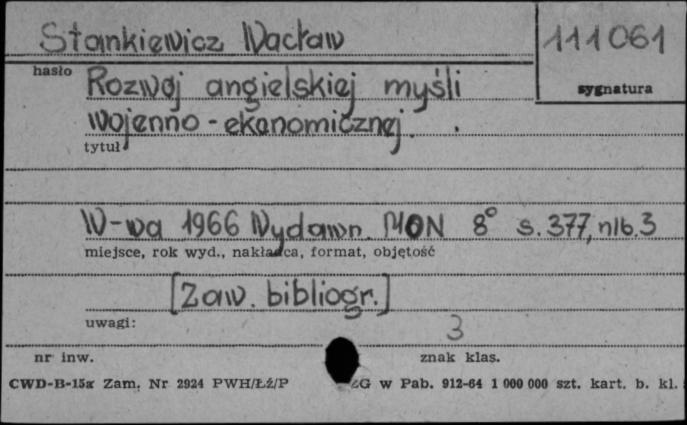 Stankiewicz Wacław
111061
hasło
sygnatura
Rozwój angielskiej myśli
wojenno-ekonomicznej.
tytuł
W-wa 1966 Wydawn. MON 8° s. 377, nlb. 3
miejsce, rok wyd., nakładca, format, objętość
[Zaw. bibliogr.]
uwagi:
3
nr inw.
znak klas.
CWD-B-15a Zam. Nr 2924 PWH/Łź/P ZG w Pab. 912-64 1 000 000 szt. kart. b. kl.